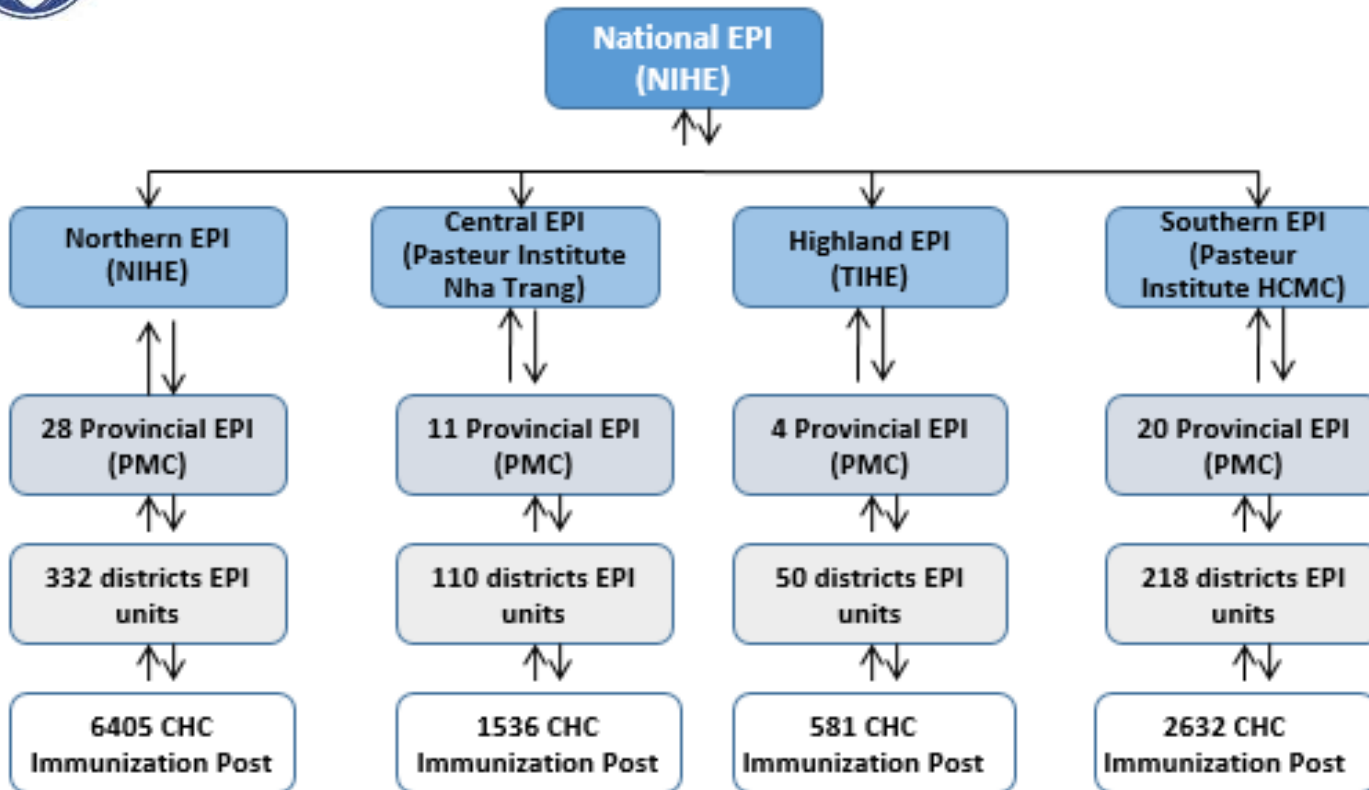 National EPI
(NIHE)
Northern EPI
(NIHE)
Central EPI
(Pasteur Institute
Nha Trang)
Highland EPI
(TIHE)
Southern EPI
(Pasteur
Institute HCMC)
28 Provincial EPI
(PMC)
11 Provincial EPI
(PMC)
4 Provincial EPI
(PMC)
20 Provincial EPI
(PMC)
332 districts EPI
units
110 districts EPI
units
50 districts EPI
units
218 districts EPI
units
6405 CHC
Immunization Post
1536 CHC
Immunization Post
581 CHC
Immunization Post
2632 CHC
Immunization Post